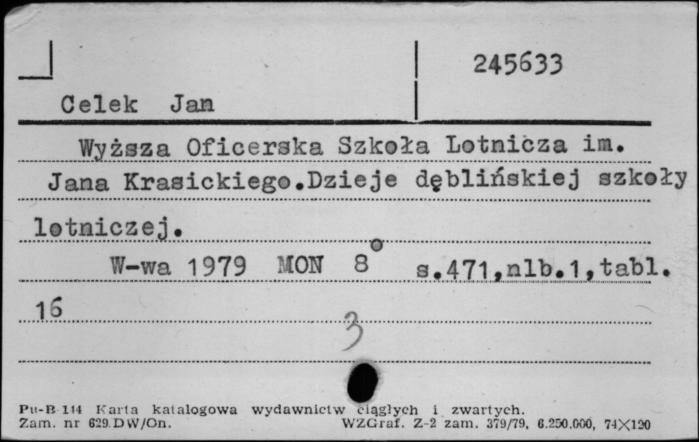 245633
Celek Jan
Wyższa Oficerska Szkoła Lotnicza im.
Jana Krasickiego.Dzieje dęblińskiej szkoły
lotniczej.
W-wa 1979 MON 8° s.471,nlb.1,tabl.
16
3
Pu-B 114 Karta katalogowa wydawnictw ciągłych i zwartych.
Zam. nr 629 DW/On. WZGraf. Z-2 zam. 379/79, 6.250.000, 74X120